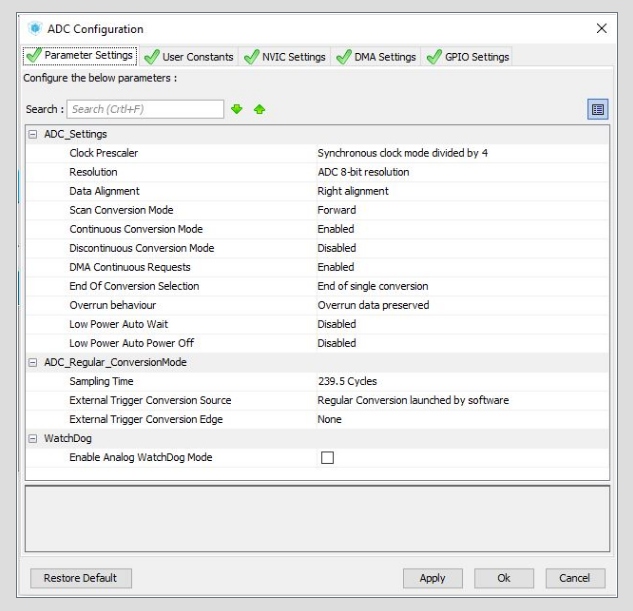 ADC Configuration
Parameter Settings User Constants NVIC Settings DMA Settings GPIO Settings
Configure the below parameters :
Search : Search (Crtl+F)
ADC_Settings
Clock Prescaler Synchronous clock mode divided by 4
Resolution ADC 8-bit resolution
Data Alignment Right alignment
Scan Conversion Mode Forward
Continuous Conversion Mode Enabled
Discontinuous Conversion Mode Disabled
DMA Continuous Requests Enabled
End Of Conversion Selection End of single conversion
Overrun behaviour Overrun data preserved
Low Power Auto Wait Disabled
Low Power Auto Power Off Disabled
ADC_Regular_ConversionMode
Sampling Time 239.5 Cycles
External Trigger Conversion Source Regular Conversion launched by software
External Trigger Conversion Edge None
WatchDog
Enable Analog WatchDog Mode
Restore Default Apply Ok Cancel